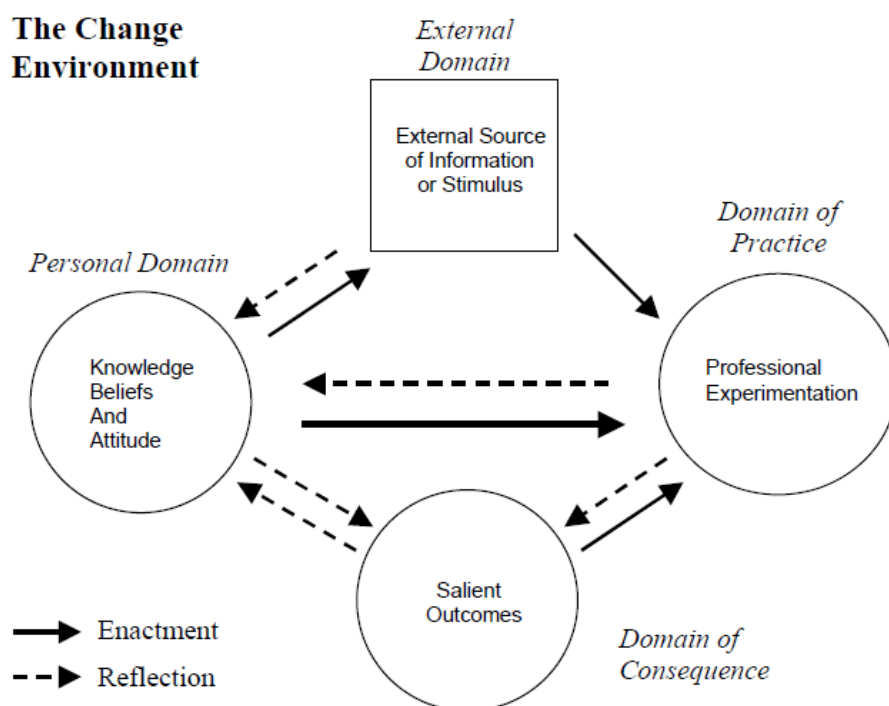 The Change
Environment
External
Domain
External Source
of Information
or Stimulus
Domain of
Practice
Personal Domain
Knowledge
Beliefs
And
Attitude
Professional
Experimentation
Salient
Outcomes
Domain of
Consequence
Enactment
Reflection